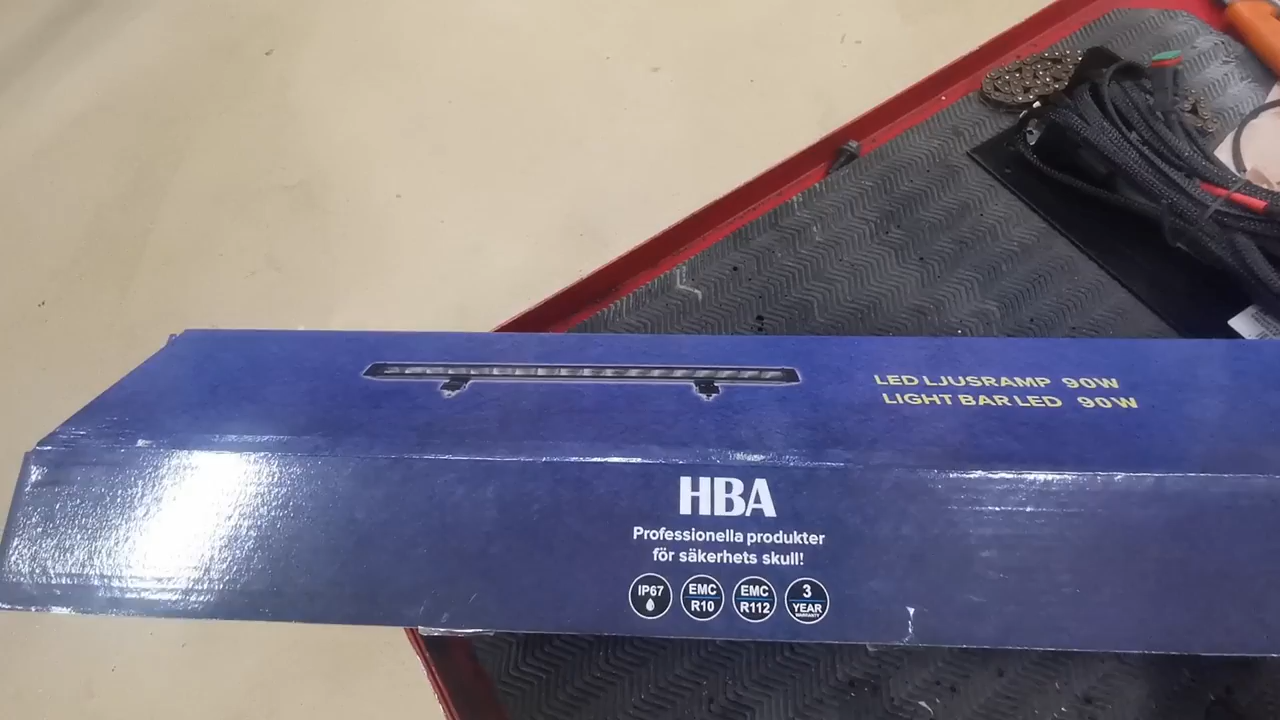 LED LJUSRAMP 90W
LIGHT BAR LED 90W
HBA
Professionella produkter
för säkerhets skull!
IP67
EMC
R10
EMC
R112
3
YEAR
WARRANTY